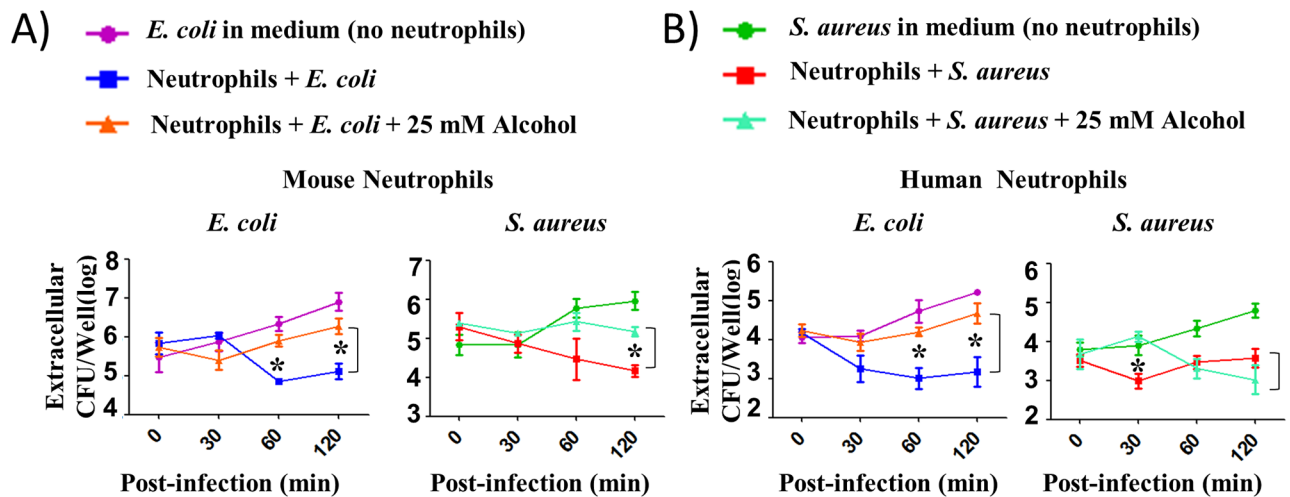 A)
E. coli in medium (no neutrophils)
Neutrophils + E. coli
Neutrophils + E. coli + 25 mM Alcohol
Mouse Neutrophils
E. coli
S. aureus
Extracellular
CFU/Well(log)
8
7
6
5
4
*
*
0
30
60
120
Post-infection (min)
7
6
5
4
3
*
0
30
60
120
Post-infection (min)
B)
S. aureus in medium (no neutrophils)
Neutrophils + S. aureus
Neutrophils + S. aureus + 25 mM Alcohol
Human Neutrophils
E. coli
S. aureus
Extracellular
CFU/Well(log)
6
5
4
3
2
*
*
0
30
60
120
Post-infection (min)
6
5
4
3
2
*
0
30
60
120
Post-infection (min)